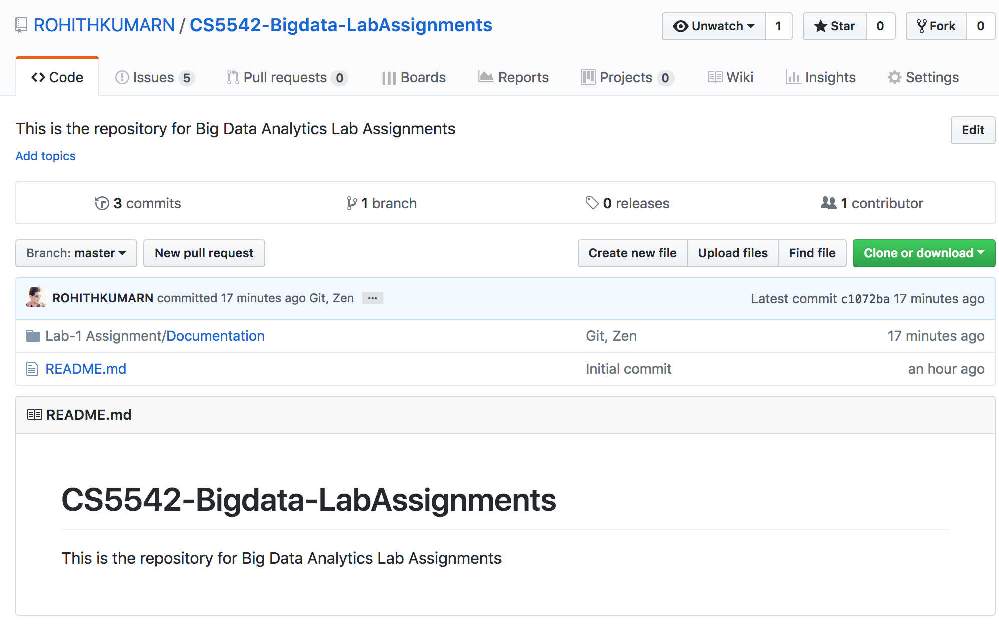 ROHITHKUMARN / CS5542-Bigdata-LabAssignments
Unwatch 1 Star 0 Fork 0
Code Issues 5 Pull requests 0 Boards Reports Projects 0 Wiki Insights Settings
This is the repository for Big Data Analytics Lab Assignments
Edit
Add topics
3 commits 1 branch 0 releases 1 contributor
Branch: master New pull request Create new file Upload files Find file Clone or download
ROHITHKUMARN committed 17 minutes ago Git, Zen ... Latest commit c1072ba 17 minutes ago
Lab-1 Assignment/Documentation Git, Zen 17 minutes ago
README.md Initial commit an hour ago
README.md
CS5542-Bigdata-LabAssignments
This is the repository for Big Data Analytics Lab Assignments